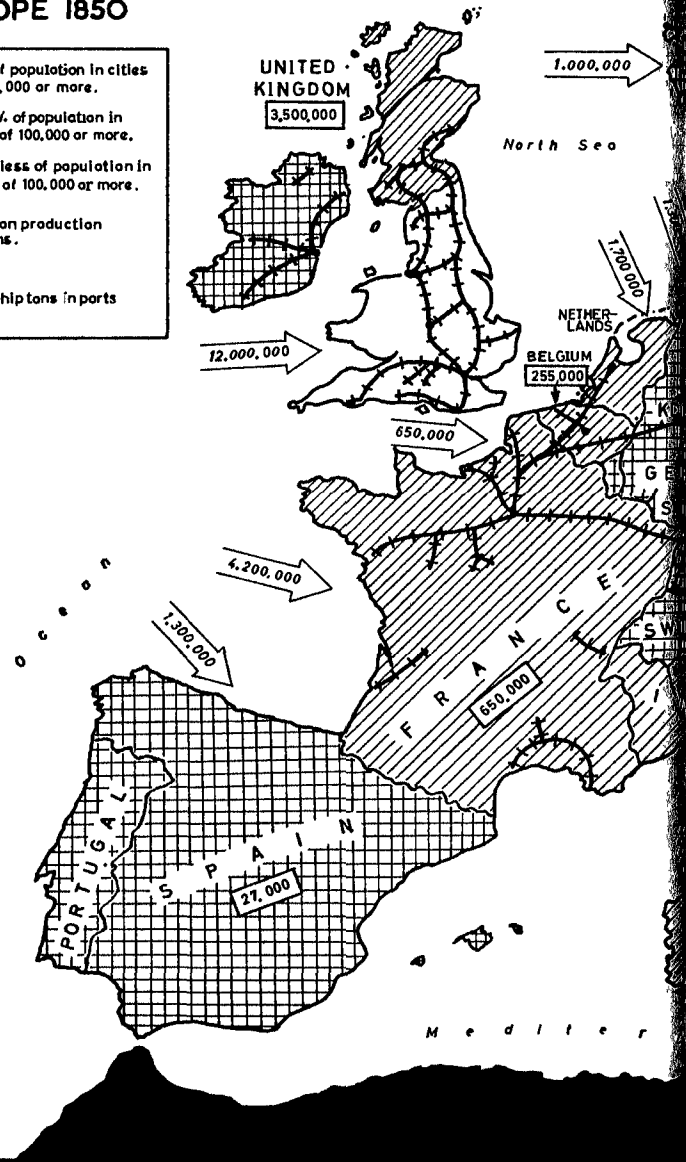 OPE 1850
f population in cities
,000 or more.
% of population in
of 100,000 or more.
less of population in
of 100,000 or more.
on production
ns.
hip tons in ports
UNITED
KINGDOM
3,500,000
1.000,000
North Sea
1.700,000
NETHER-
LANDS
BELGIUM
255,000
12.000,000
650,000
K
GE
S
4.200,000
Ocean
1.300,000
SW
I
FRANCE
650,000
PORTUGAL
SPAIN
27,000
Mediter